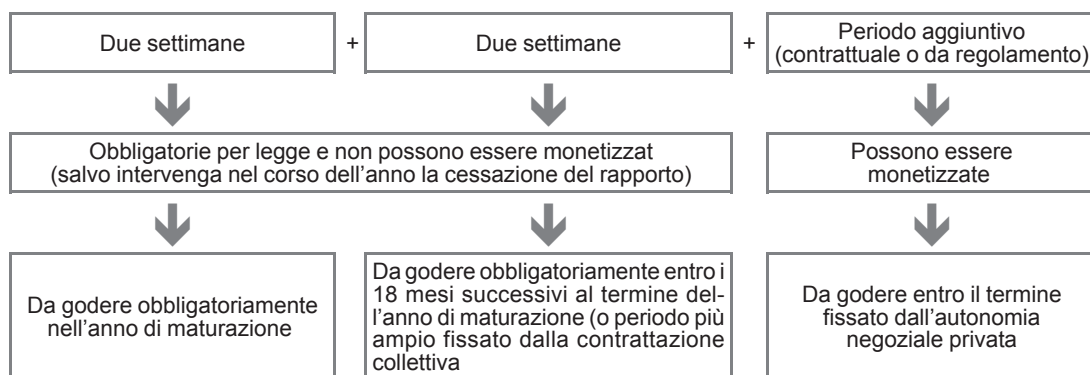 Due settimane
+
Due settimane
+
Periodo aggiuntivo
(contrattuale o da regolamento)
Obbligatorie per legge e non possono essere monetizzat
(salvo intervenga nel corso dell'anno la cessazione del rapporto)
Possono essere
monetizzate
Da godere obbligatoriamente
nell'anno di maturazione
Da godere obbligatoriamente entro i
18 mesi successivi al termine del-
l'anno di maturazione (o periodo più
ampio fissato dalla contrattazione
collettiva
Da godere entro il termine
fissato dall'autonomia
negoziale privata